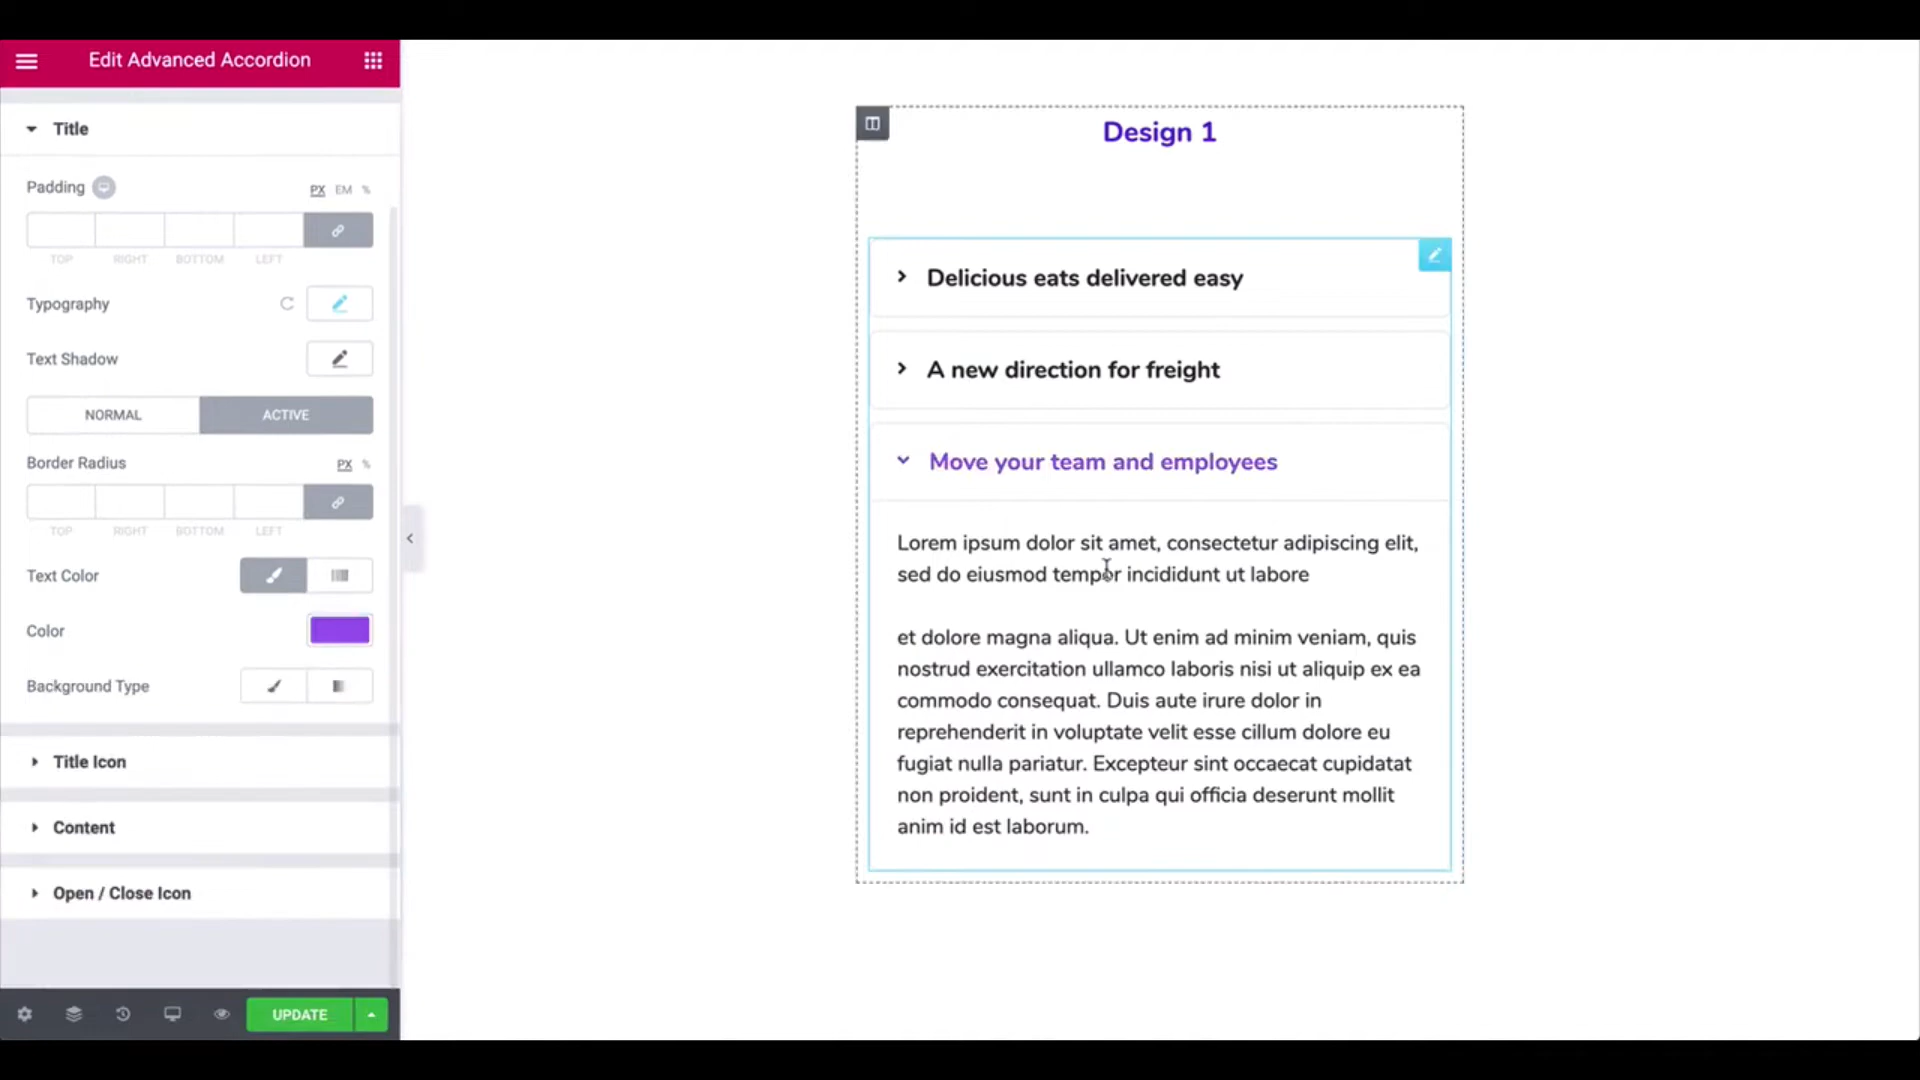 Edit Advanced Accordion
Title
Padding
PX EM %
TOP RIGHT BOTTOM LEFT
Typography
Text Shadow
NORMAL ACTIVE
Border Radius
PX %
TOP RIGHT BOTTOM LEFT
Text Color
Color
Background Type
Title Icon
Content
Open / Close Icon
UPDATE
Design 1
Delicious eats delivered easy
A new direction for freight
Move your team and employees
Lorem ipsum dolor sit amet, consectetur adipiscing elit,
sed do eiusmod tempor incididunt ut labore
et dolore magna aliqua. Ut enim ad minim veniam, quis
nostrud exercitation ullamco laboris nisi ut aliquip ex ea
commodo consequat. Duis aute irure dolor in
reprehenderit in voluptate velit esse cillum dolore eu
fugiat nulla pariatur. Excepteur sint occaecat cupidatat
non proident, sunt in culpa qui officia deserunt mollit
anim id est laborum.